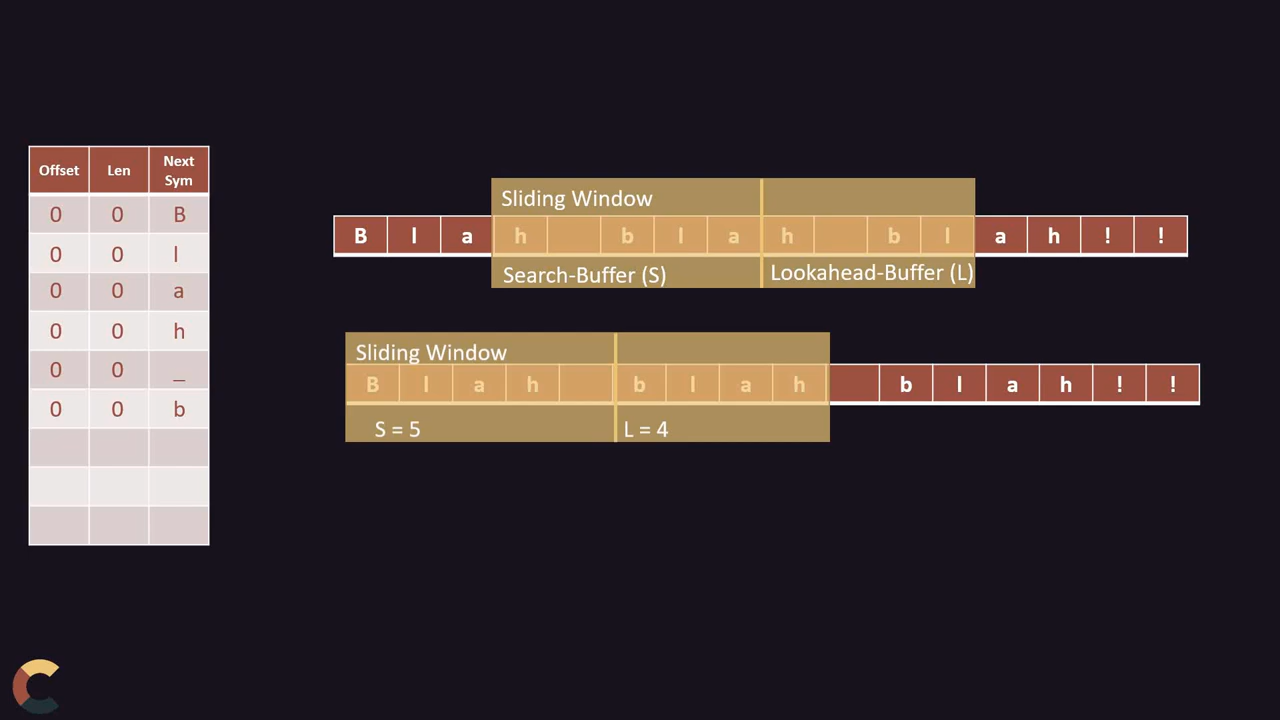 Offset Len Next Sym
0 0 B
0 0 l
0 0 a
0 0 h
0 0 _
0 0 b
Sliding Window
B l a h b l a h b l a h ! !
Search-Buffer (S) Lookahead-Buffer (L)
Sliding Window
B l a h b l a h b l a h ! !
S = 5 L = 4